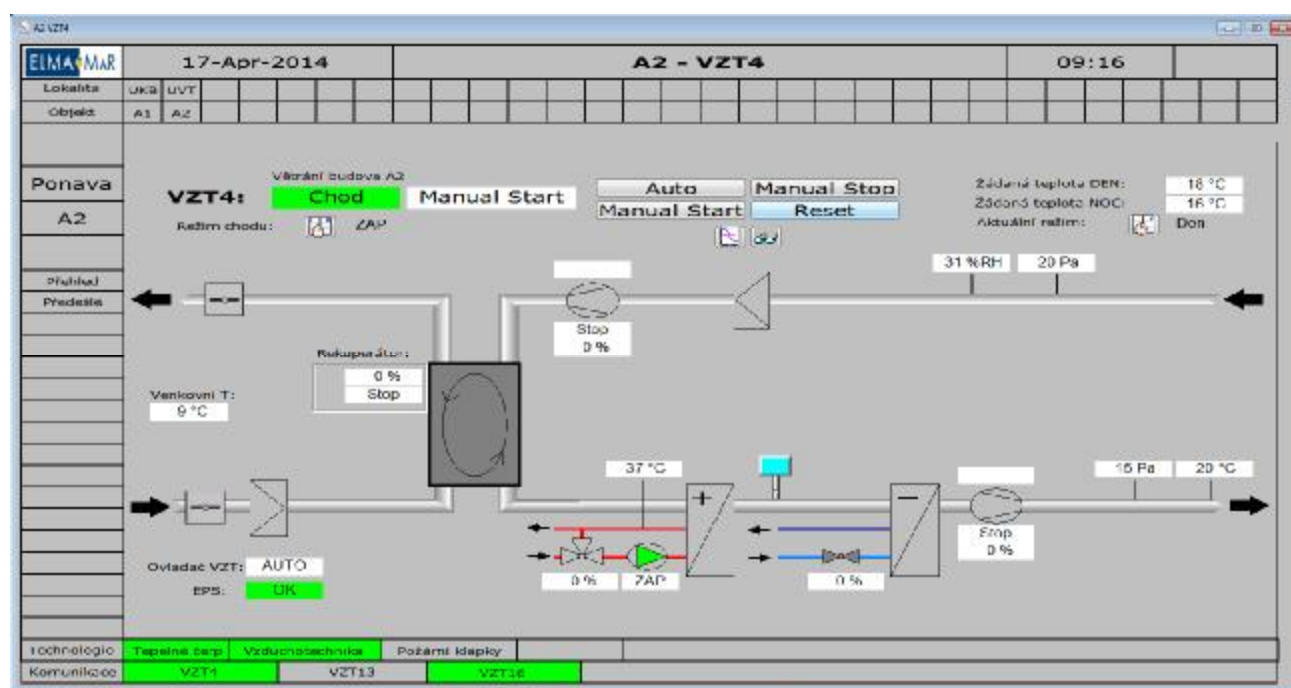 A2 VZT4
ELMA MAR 17-Apr-2014 A2 - VZT4 09:16
Lokalita UKB UVT
Objekt A1 A2
Ponava
A2
Přehled
Předešlá
Větrání budova A2
VZT4: Chod Manual Start
Režim chodu: ZAP
Auto Manual Stop
Manual Start Reset
Žádaná teplota DEN: 18 °C
Žádaná teplota NOC: 16 °C
Aktuální režim: Den
31 %RH 20 Pa
Stop
0 %
Rekuperátor:
0 %
Stop
Venkovní T:
9 °C
37 °C
15 Pa 20 °C
+
−
Stop
0 %
0 % ZAP 0 %
Ovladač VZT: AUTO
EPS: OK
Technologie Tepelná čerp Vzduchotechnika Požární klapky
Komunikace VZT4 VZT13 VZT16